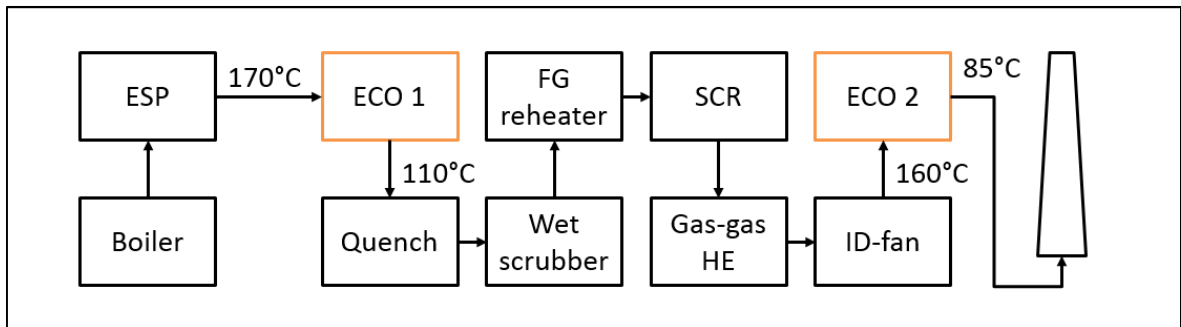 ESP
170°C
ECO 1
FG
reheater
SCR
ECO 2
85°C
110°C
160°C
Boiler
Quench
Wet
scrubber
Gas-gas
HE
ID-fan